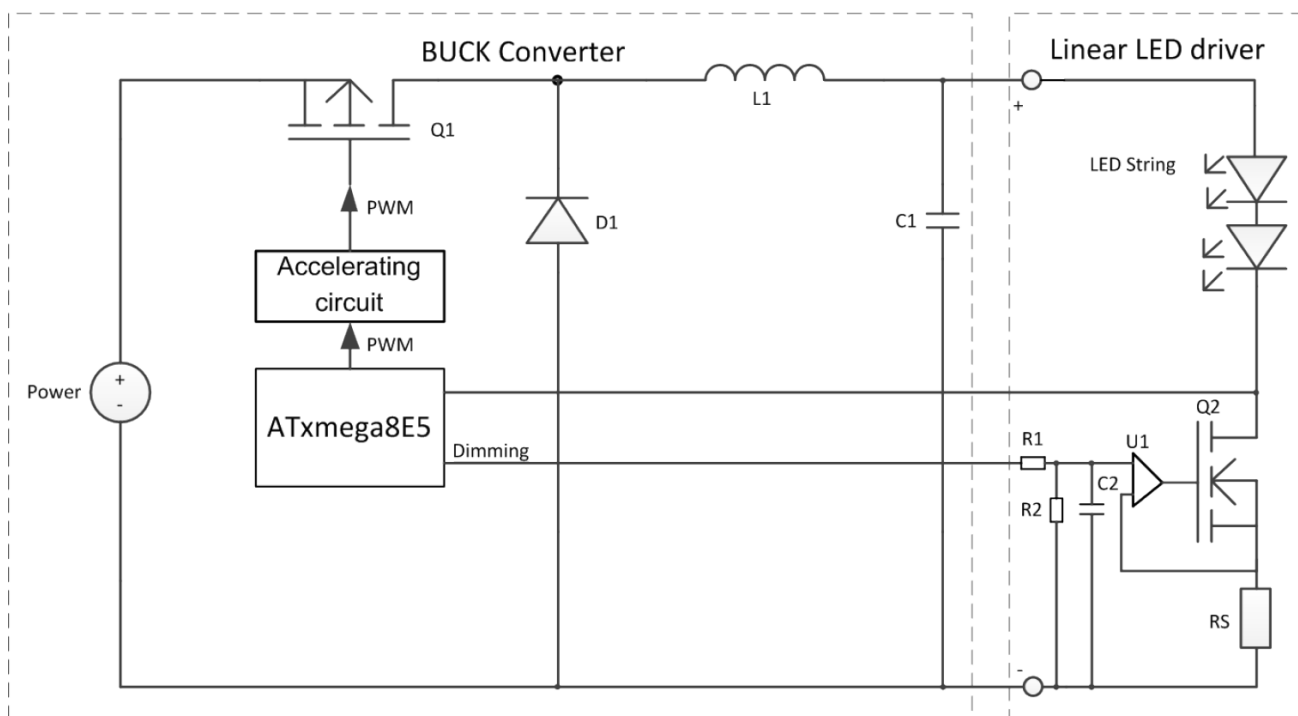 BUCK Converter
Linear LED driver
L1
+
Q1
LED String
PWM
D1
C1
Accelerating
circuit
PWM
Power
+
-
ATxmega8E5
Q2
Dimming
R1
U1
C2
R2
RS
-